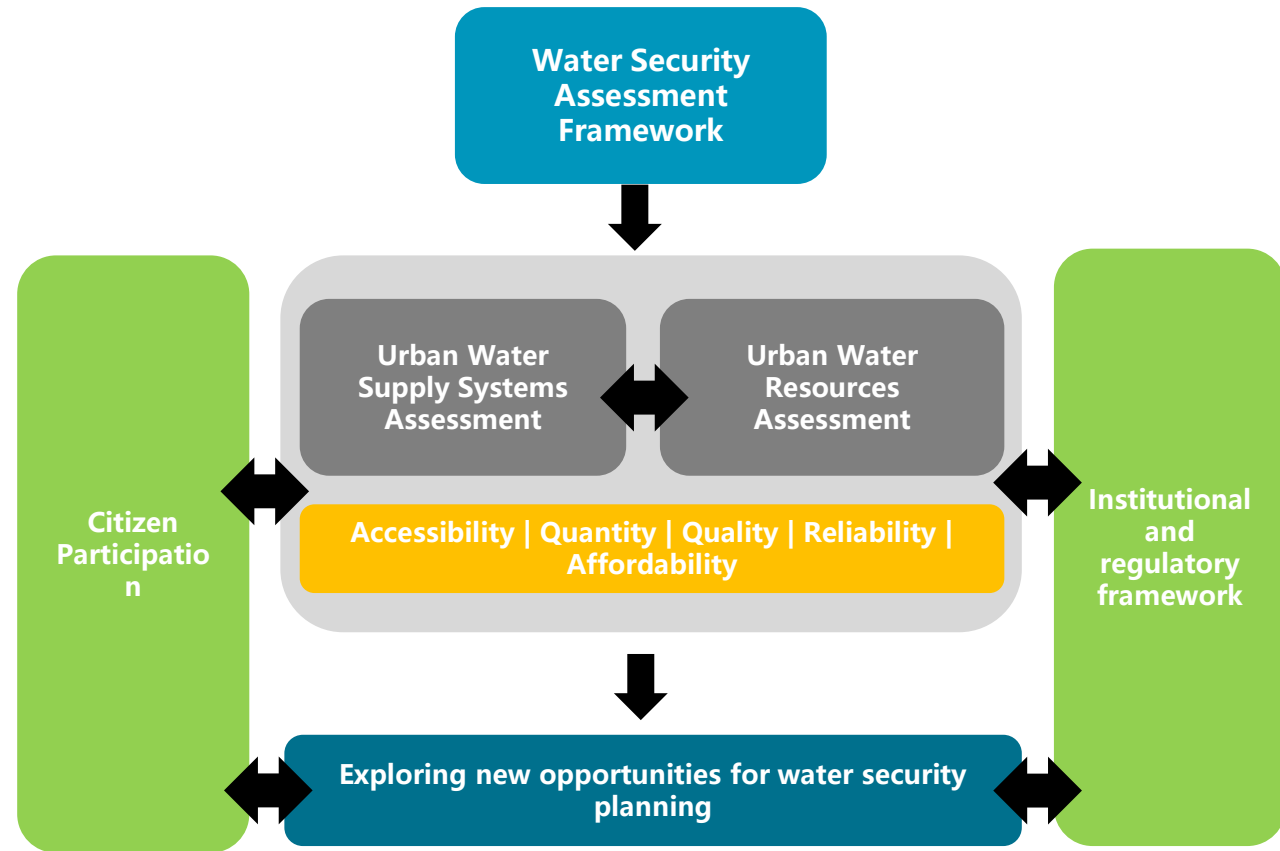 Water Security
Assessment
Framework
Urban Water
Supply Systems
Assessment
Urban Water
Resources
Assessment
Citizen
Participatio
n
Accessibility | Quantity | Quality | Reliability |
Affordability
Institutional
and
regulatory
framework
Exploring new opportunities for water security
planning